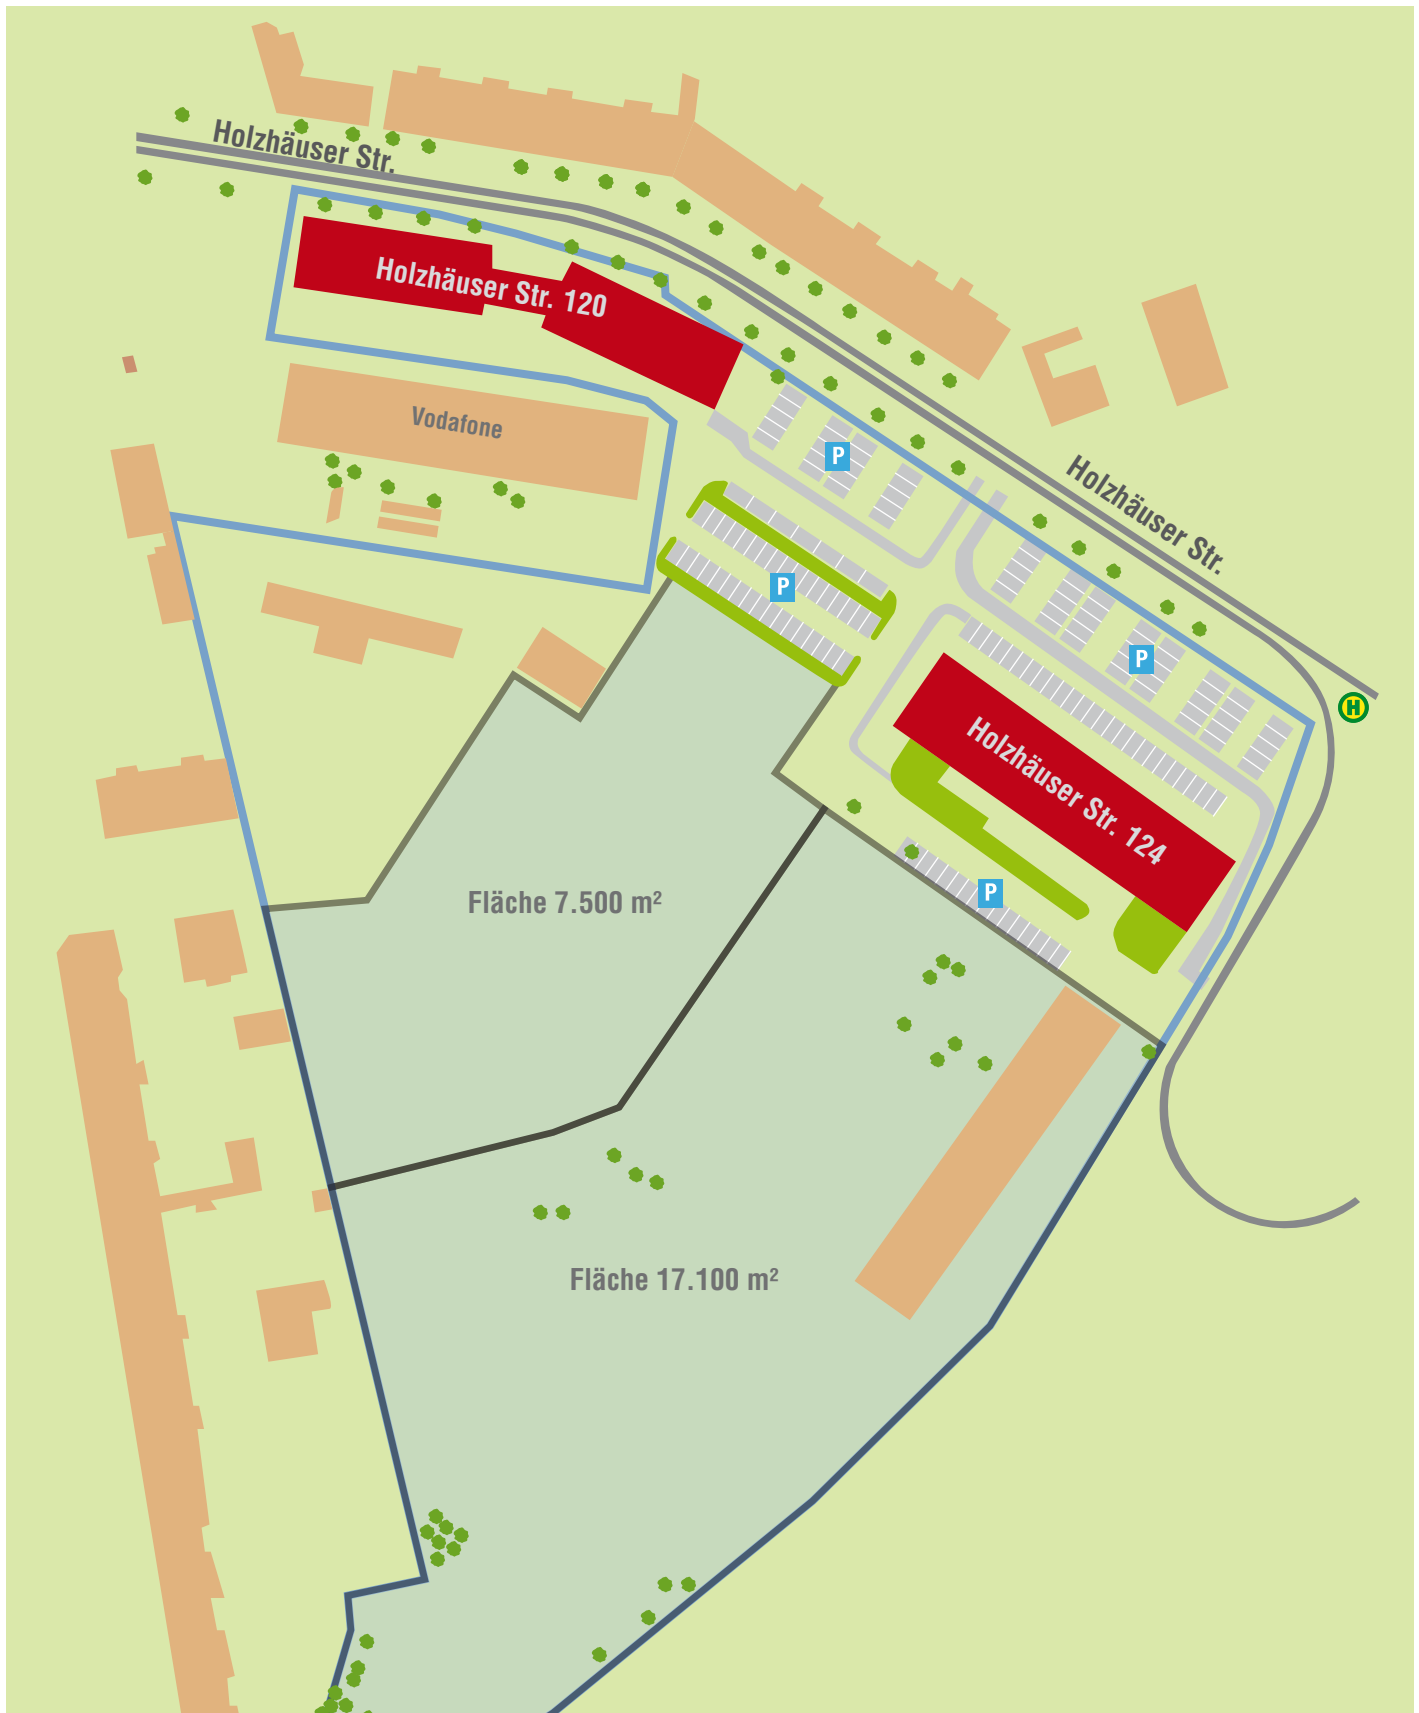 Holzhäuser Str.
Holzhäuser Str. 120
Vodafone
P
Holzhäuser Str.
P
P
H
Holzhäuser Str. 124
P
Fläche 7.500 m²
Fläche 17.100 m²